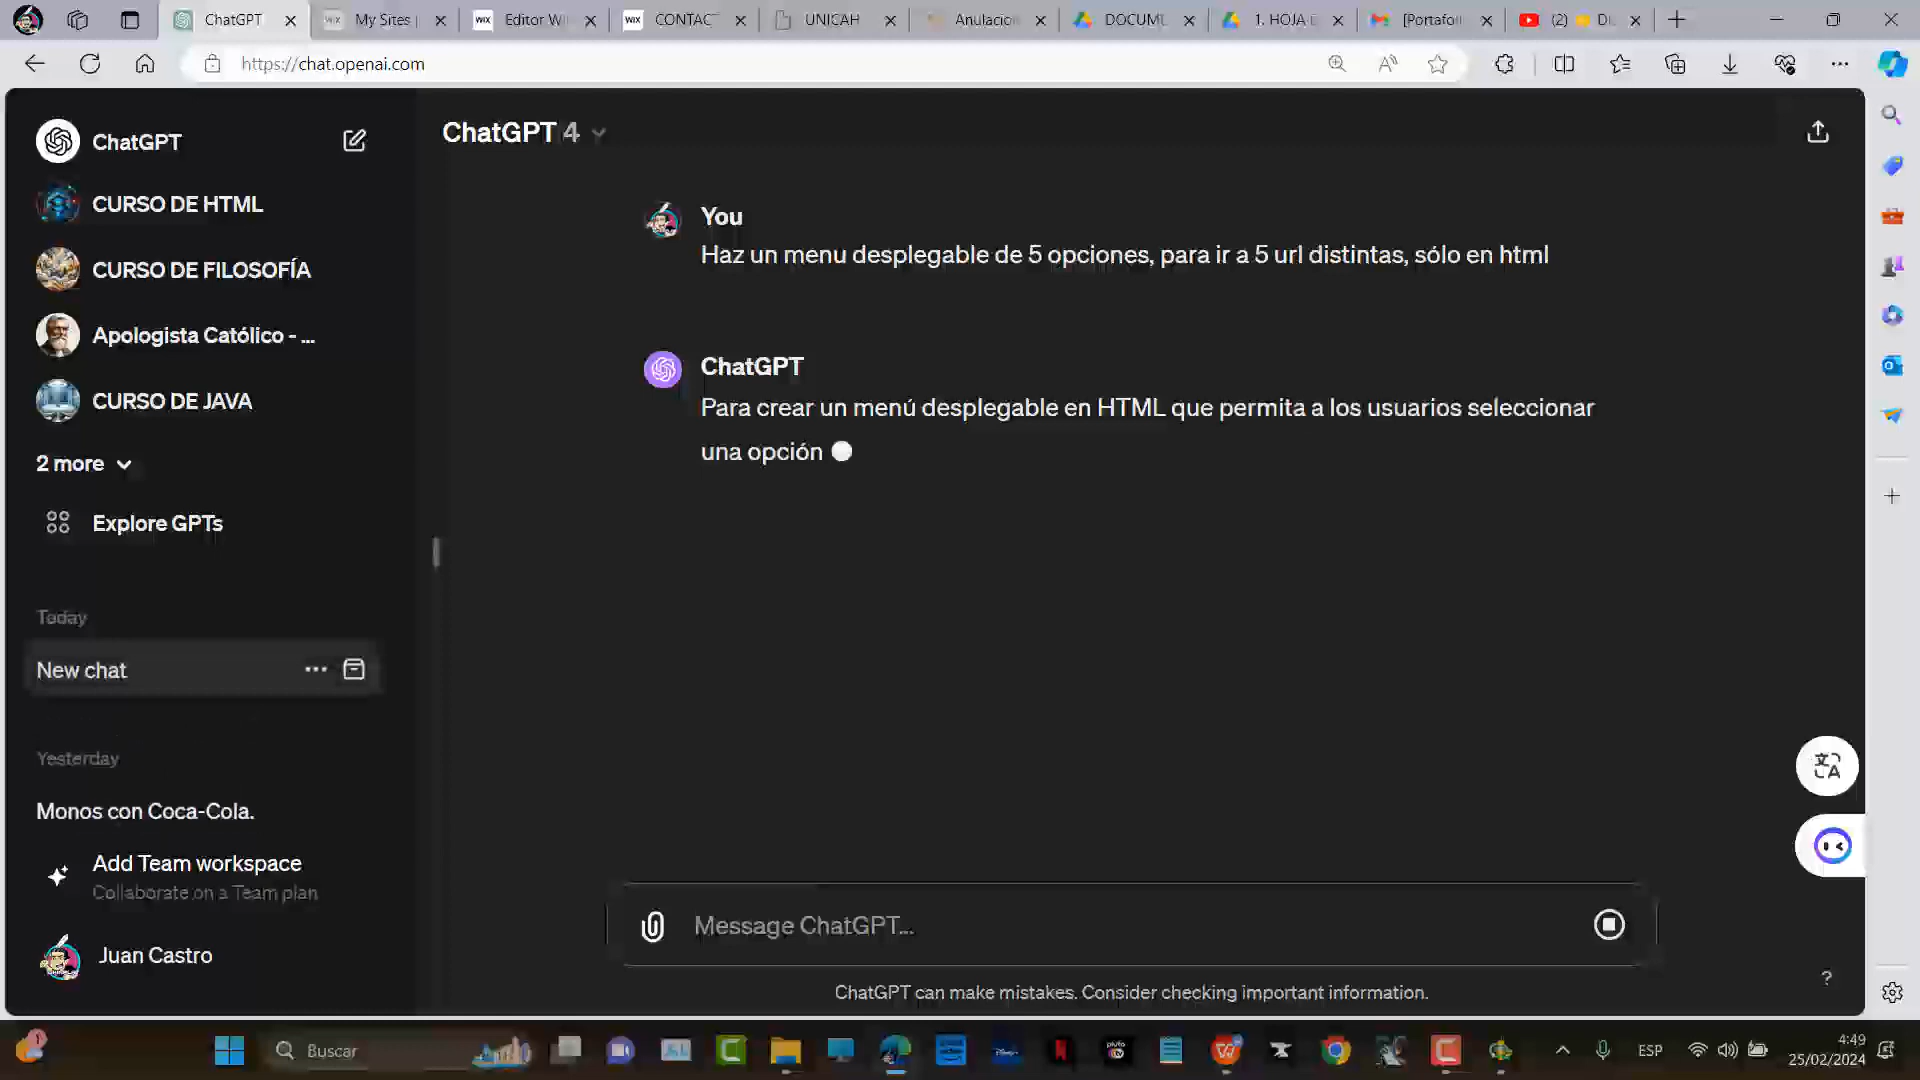 ChatGPT
My Sites |
Editor W
CONTAC
UNICAH
Anulacio
DOCUM
1. HOJA
[Portafoli
(2)
https://chat.openai.com
ChatGPT
CURSO DE HTML
CURSO DE FILOSOFÍA
Apologista Católico - ...
CURSO DE JAVA
2 more
Explore GPTs
Today
New chat
Yesterday
Monos con Coca-Cola.
Add Team workspace
Collaborate on a Team plan
Juan Castro
ChatGPT 4
You
Haz un menu desplegable de 5 opciones, para ir a 5 url distintas, sólo en html
ChatGPT
Para crear un menú desplegable en HTML que permita a los usuarios seleccionar
una opción
Message ChatGPT...
ChatGPT can make mistakes. Consider checking important information.
?
Buscar
ESP
4:49
25/02/2024